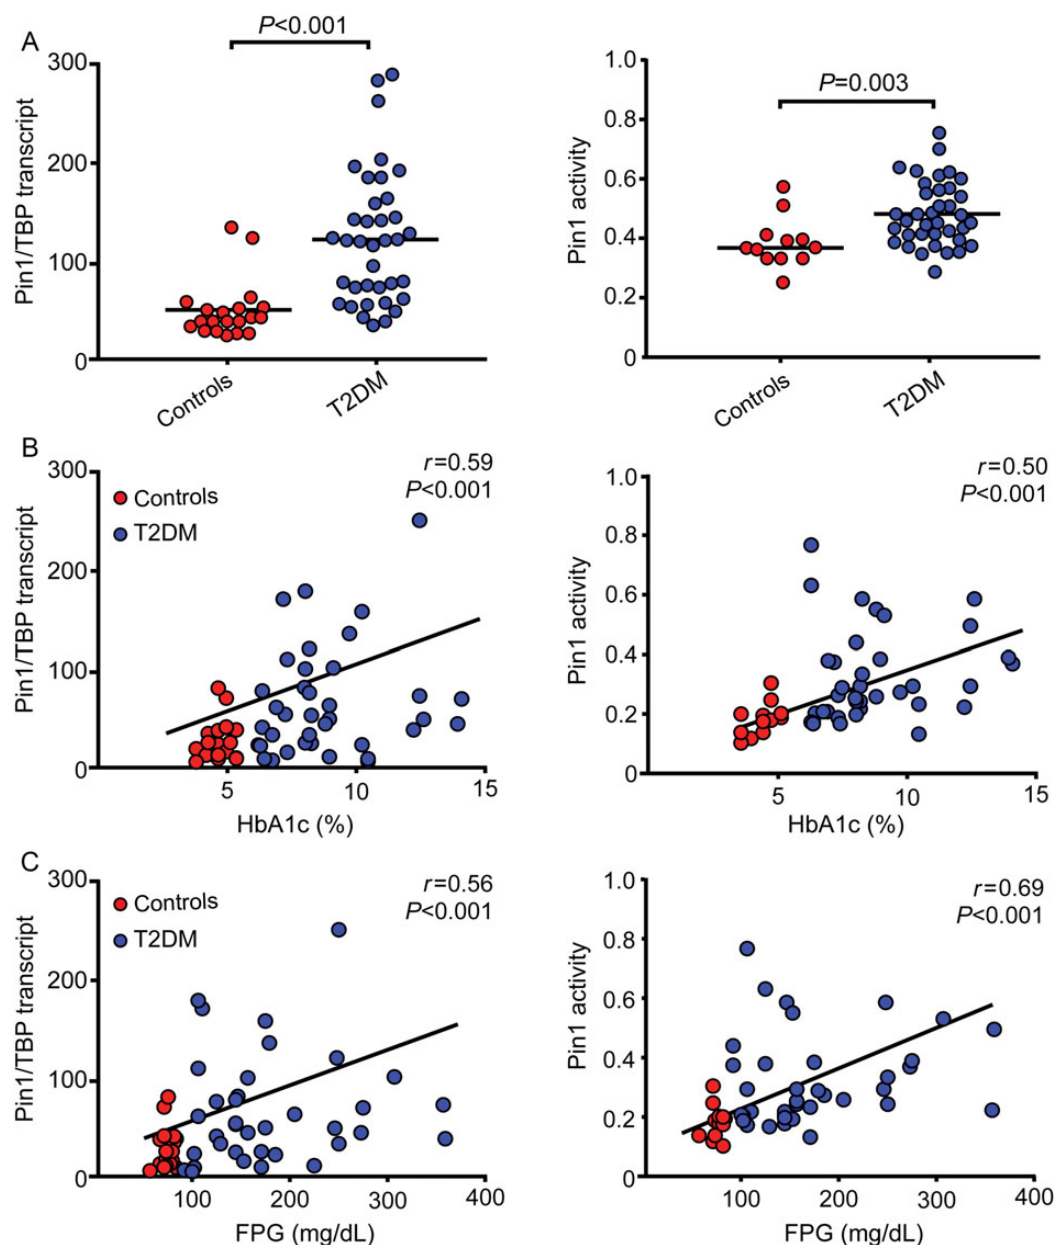 A
P<0.001
Pin1/TBP transcript
300
200
100
0
Controls
T2DM
P=0.003
Pin1 activity
1.0
0.8
0.6
0.4
0.2
0
Controls
T2DM
B
Pin1/TBP transcript
300
200
100
0
Controls
T2DM
r=0.59
P<0.001
5
10
15
HbA1c (%)
Pin1 activity
1.0
0.8
0.6
0.4
0.2
0
r=0.50
P<0.001
5
10
15
HbA1c (%)
C
Pin1/TBP transcript
300
200
100
0
Controls
T2DM
r=0.56
P<0.001
100
200
300
400
FPG (mg/dL)
Pin1 activity
1.0
0.8
0.6
0.4
0.2
0
r=0.69
P<0.001
100
200
300
400
FPG (mg/dL)